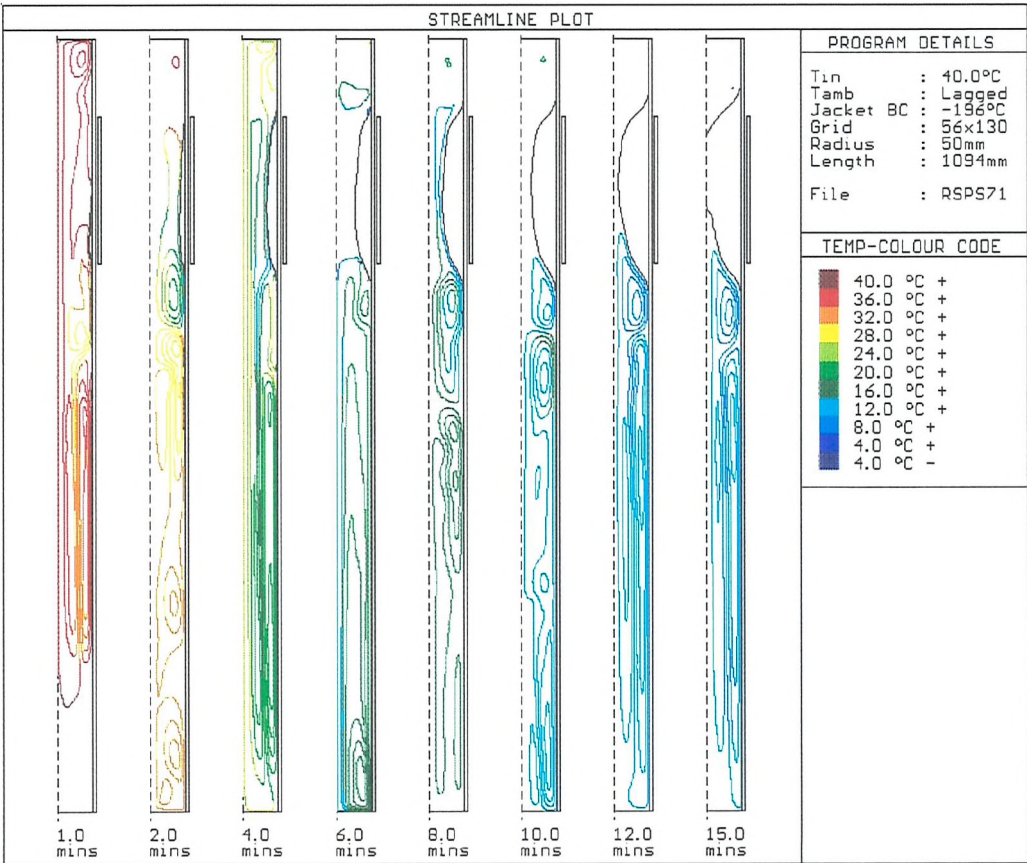 STREAMLINE PLOT
PROGRAM DETAILS
Tin : 40.0°C
Tamb : Lagged
Jacket BC : -196°C
Grid : 56x130
Radius : 50mm
Length : 1094mm
File : RSPS71
TEMP-COLOUR CODE
40.0 °C +
36.0 °C +
32.0 °C +
28.0 °C +
24.0 °C +
20.0 °C +
16.0 °C +
12.0 °C +
8.0 °C +
4.0 °C +
4.0 °C -
1.0 mins
2.0 mins
4.0 mins
6.0 mins
8.0 mins
10.0 mins
12.0 mins
15.0 mins